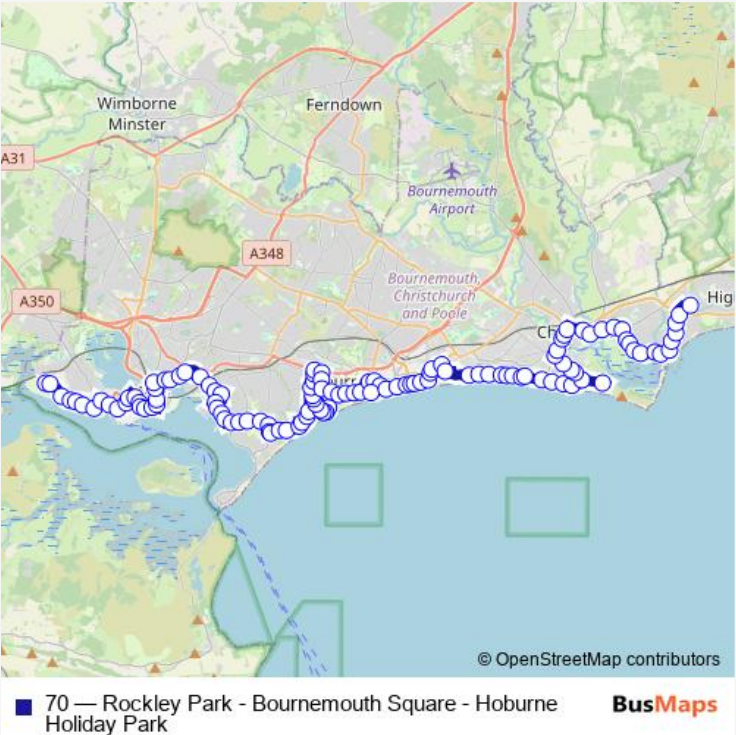 Wimborne
Minster
Ferndown
A31
Bournemouth
Airport
A348
Bournemouth,
Christchurch
and Poole
A350
Hig
Ch
© OpenStreetMap contributors
70 — Rockley Park - Bournemouth Square - Hoburne
Holiday Park
BusMaps